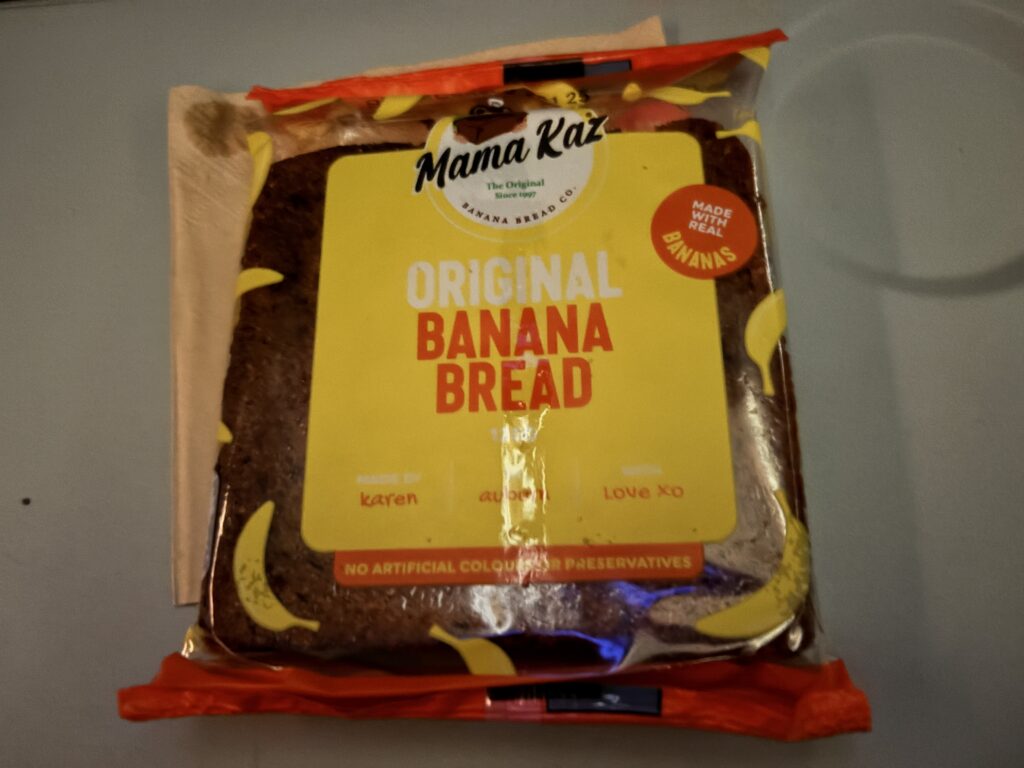 Mama Kaz
The Original
Since 1997
BANANA BREAD CO.
MADE
WITH
REAL
BANANAS
ORIGINAL
BANANA
BREAD
MADE BY
karen
love xo
NO ARTIFICIAL COLOURS OR PRESERVATIVES